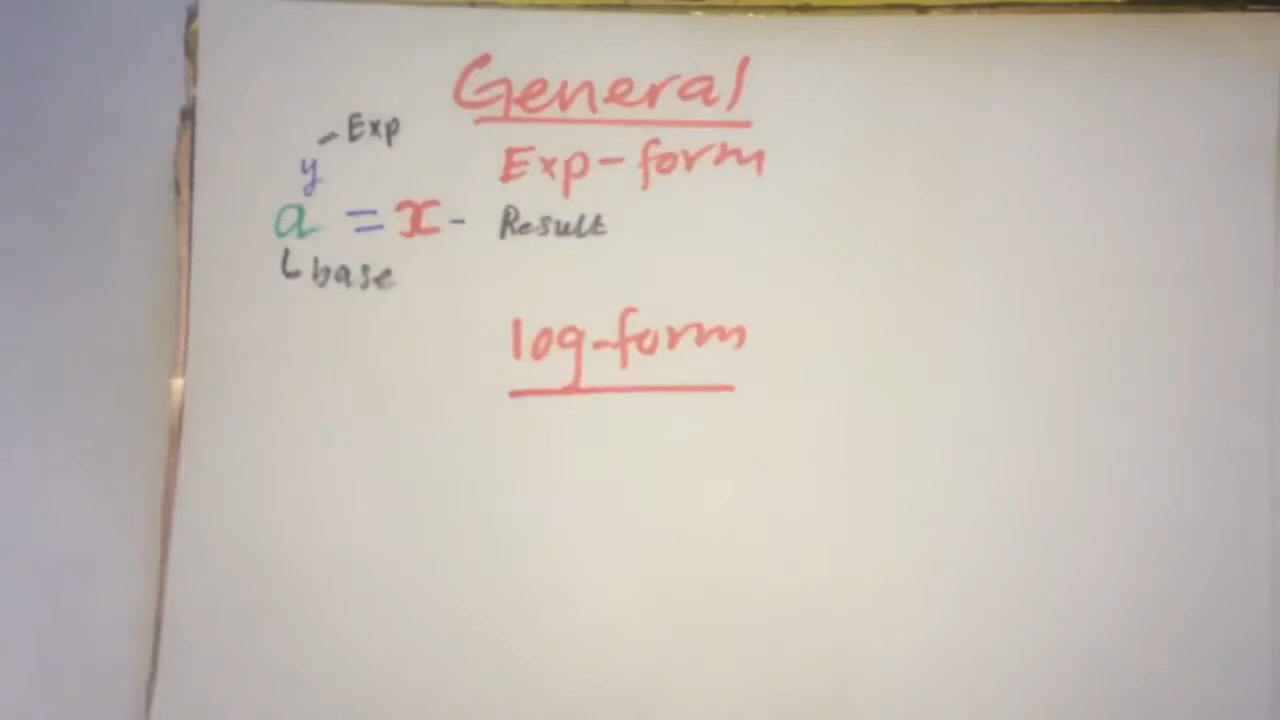 General
Exp-form
- Exp
y
a = x - Result
base
log-form